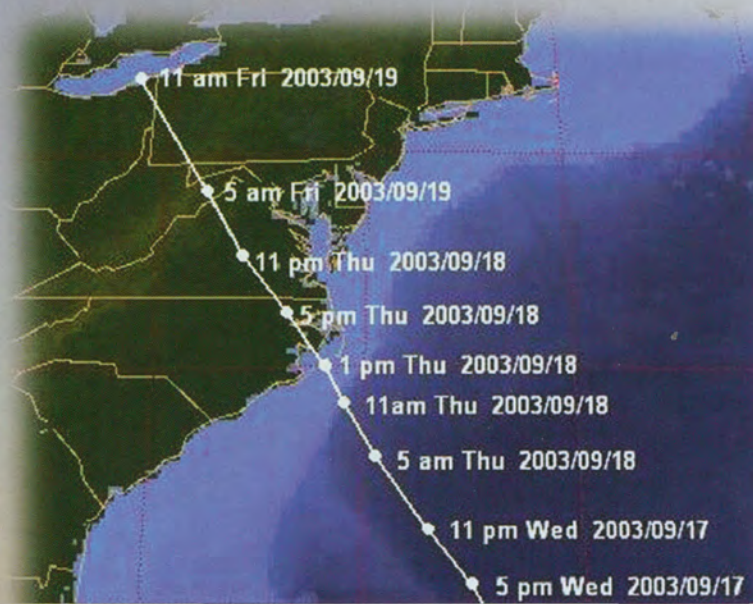 11 am Fri 2003/09/19
5 am Fri 2003/09/19
11 pm Thu 2003/09/18
5 pm Thu 2003/09/18
1 pm Thu 2003/09/18
11am Thu 2003/09/18
5 am Thu 2003/09/18
11 pm Wed 2003/09/17
5 pm Wed 2003/09/17